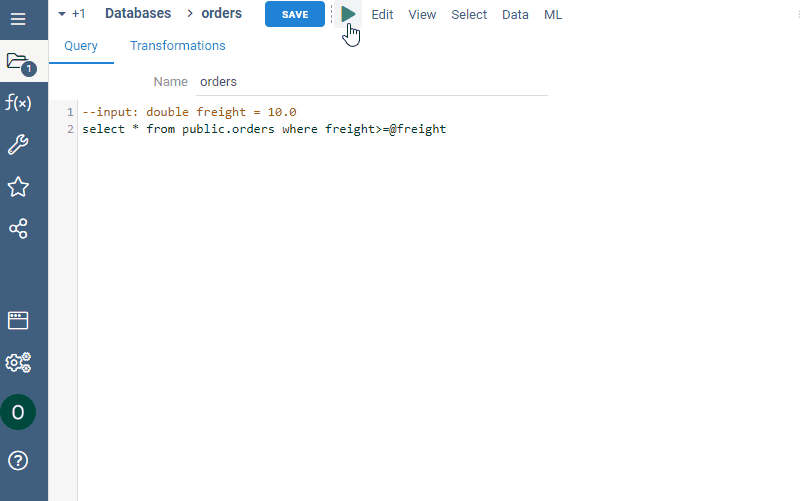 +1 Databases > orders SAVE Edit View Select Data ML
Query Transformations
1
Name orders
f(x)
1 --input: double freight = 10.0
2 select * from public.orders where freight>=@freight
O
?